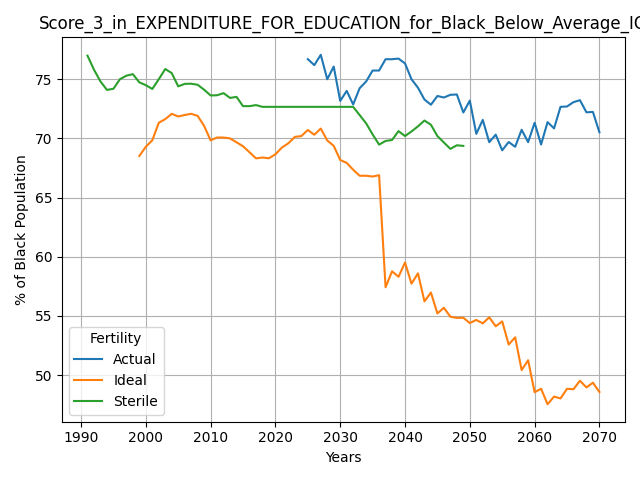 Score_3_in_EXPENDITURE_FOR_EDUCATION_for_Black_Below_Average_IQ
% of Black Population
75
70
65
60
55
50
Fertility
Actual
Ideal
Sterile
1990 2000 2010 2020 2030 2040 2050 2060 2070
Years